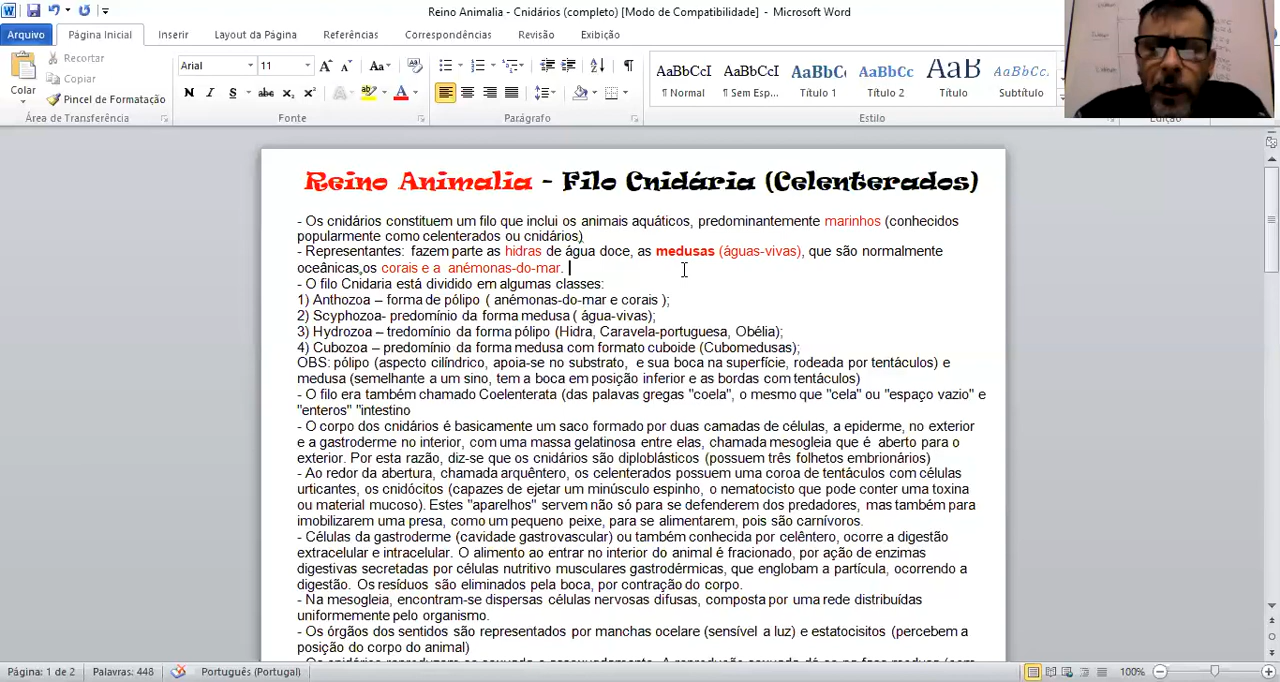 Reino Animalia - Cnidários (completo) [Modo de Compatibilidade] - Microsoft Word
Arquivo Página Inicial Inserir Layout da Página Referências Correspondências Revisão Exibição
Colar
Recortar
Copiar
Pincel de Formatação
Área de Transferência
Arial 11
Fonte
Parágrafo
AaBbCcI AaBbCcI AaBbC AaBbCc AaB AaBbCcI
¶ Normal ¶ Sem Esp... Título 1 Título 2 Título Subtítulo
Estilo
Reino Animalia - Filo Cnidária (Celenterados)
- Os cnidários constituem um filo que inclui os animais aquáticos, predominantemente marinhos (conhecidos
popularmente como celenterados ou cnidários)
- Representantes: fazem parte as hidras de água doce, as medusas (águas-vivas), que são normalmente
oceânicas,os corais e a anémonas-do-mar.
- O filo Cnidaria está dividido em algumas classes:
1) Anthozoa – forma de pólipo ( anémonas-do-mar e corais );
2) Scyphozoa- predomínio da forma medusa ( água-vivas);
3) Hydrozoa – tredomínio da forma pólipo (Hidra, Caravela-portuguesa, Obélia);
4) Cubozoa – predomínio da forma medusa com formato cuboide (Cubomedusas);
OBS: pólipo (aspecto cilíndrico, apoia-se no substrato, e sua boca na superfície, rodeada por tentáculos) e
medusa (semelhante a um sino, tem a boca em posição inferior e as bordas com tentáculos)
- O filo era também chamado Coelenterata (das palavras gregas "coela", o mesmo que "cela" ou "espaço vazio" e
"enteros" "intestino
- O corpo dos cnidários é basicamente um saco formado por duas camadas de células, a epiderme, no exterior
e a gastroderme no interior, com uma massa gelatinosa entre elas, chamada mesogleia que é aberto para o
exterior. Por esta razão, diz-se que os cnidários são diploblásticos (possuem três folhetos embrionários)
- Ao redor da abertura, chamada arquêntero, os celenterados possuem uma coroa de tentáculos com células
urticantes, os cnidócitos (capazes de ejetar um minúsculo espinho, o nematocisto que pode conter uma toxina
ou material mucoso). Estes "aparelhos" servem não só para se defenderem dos predadores, mas também para
imobilizarem uma presa, como um pequeno peixe, para se alimentarem, pois são carnívoros.
- Células da gastroderme (cavidade gastrovascular) ou também conhecida por celêntero, ocorre a digestão
extracelular e intracelular. O alimento ao entrar no interior do animal é fracionado, por ação de enzimas
digestivas secretadas por células nutritivo musculares gastrodérmicas, que englobam a partícula, ocorrendo a
digestão. Os resíduos são eliminados pela boca, por contração do corpo.
- Na mesogleia, encontram-se dispersas células nervosas difusas, composta por uma rede distribuídas
uniformemente pelo organismo.
- Os órgãos dos sentidos são representados por manchas ocelare (sensível a luz) e estatocisitos (percebem a
posição do corpo do animal)
Página: 1 de 2 Palavras: 448 Português (Portugal) 100%